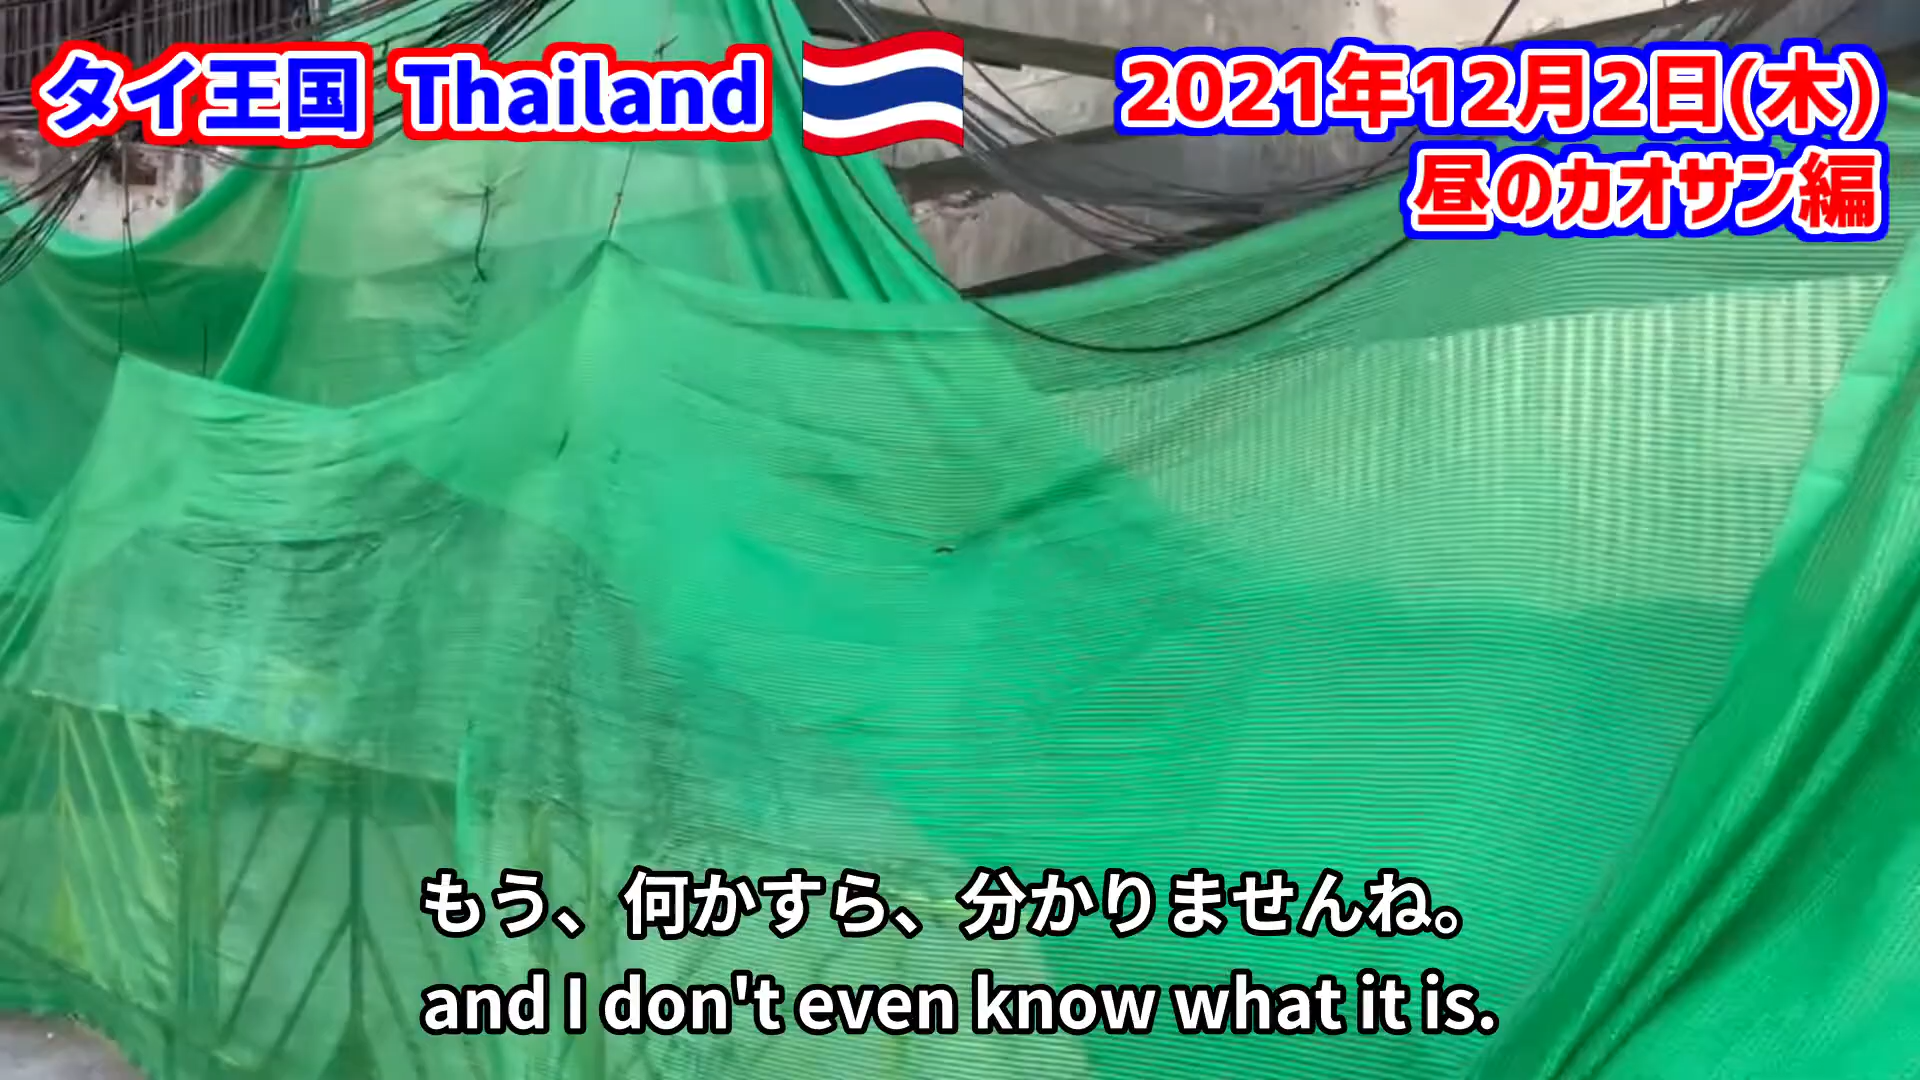 タイ王国 Thailand
2021年12月2日(木)
昼のカオサン編
もう、何かすら、分かりませんね。
and I don't even know what it is.